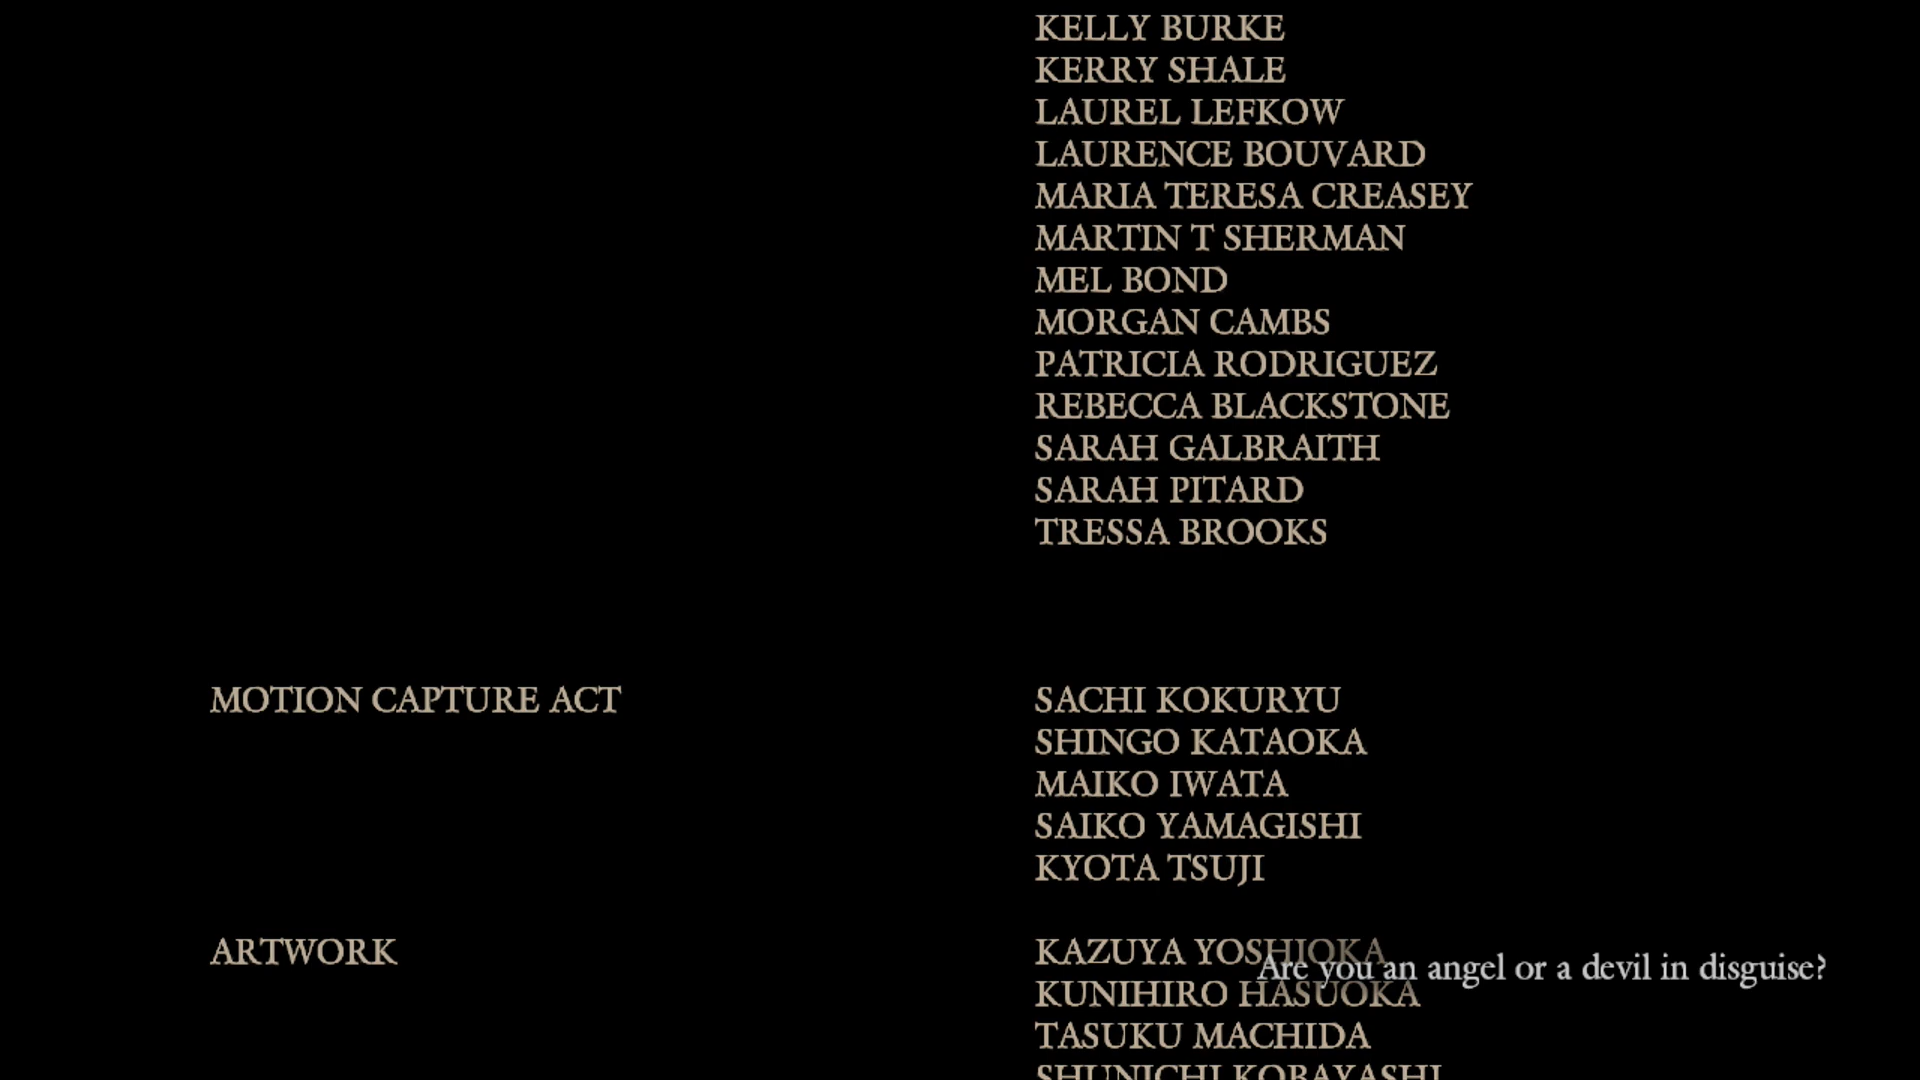 KELLY BURKE
KERRY SHALE
LAUREL LEFKOW
LAURENCE BOUVARD
MARIA TERESA CREASEY
MARTIN T SHERMAN
MEL BOND
MORGAN CAMBS
PATRICIA RODRIGUEZ
REBECCA BLACKSTONE
SARAH GALBRAITH
SARAH PITARD
TRESSA BROOKS
MOTION CAPTURE ACT
SACHI KOKURYU
SHINGO KATAOKA
MAIKO IWATA
SAIKO YAMAGISHI
KYOTA TSUJI
ARTWORK
KAZUYA YOSHIOKA
Are you an angel or a devil in disguise?
KUNIHIRO HASUOKA
TASUKU MACHIDA
SHUNICHI KOBAYASHI